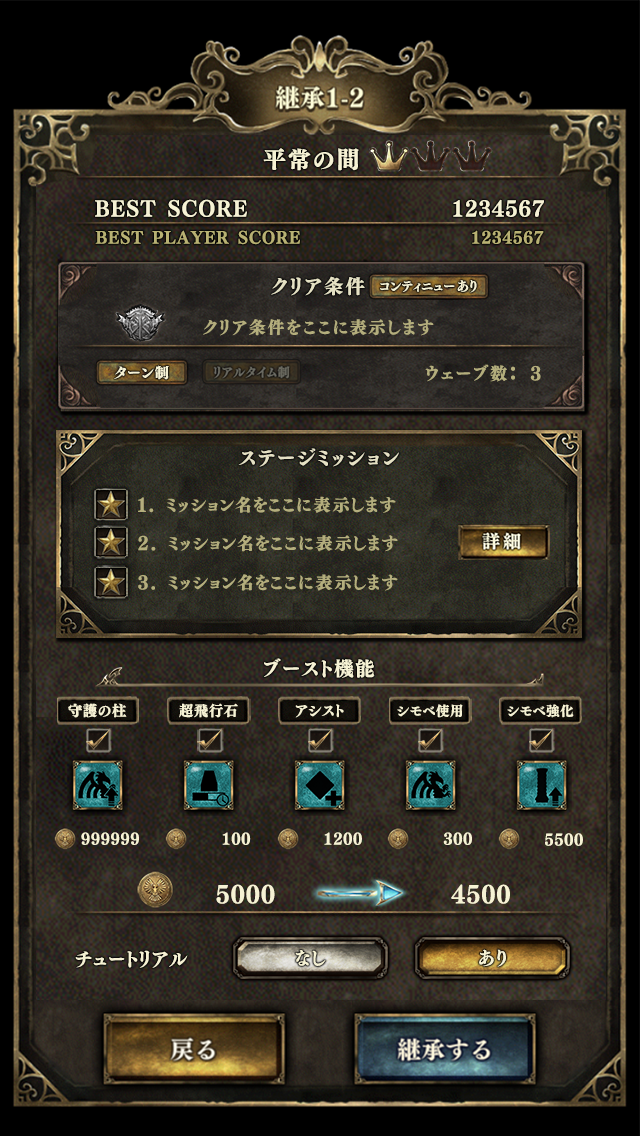 継承1-2
平常の間
BEST SCORE 1234567
BEST PLAYER SCORE 1234567
クリア条件 コンティニューあり
クリア条件をここに表示します
ターン制 リアルタイム制 ウェーブ数: 3
ステージミッション
1. ミッション名をここに表示します
2. ミッション名をここに表示します
詳細
3. ミッション名をここに表示します
ブースト機能
守護の柱 超飛行石 アシスト シモベ使用 シモベ強化
999999 100 1200 300 5500
5000 4500
チュートリアル なし あり
戻る 継承する